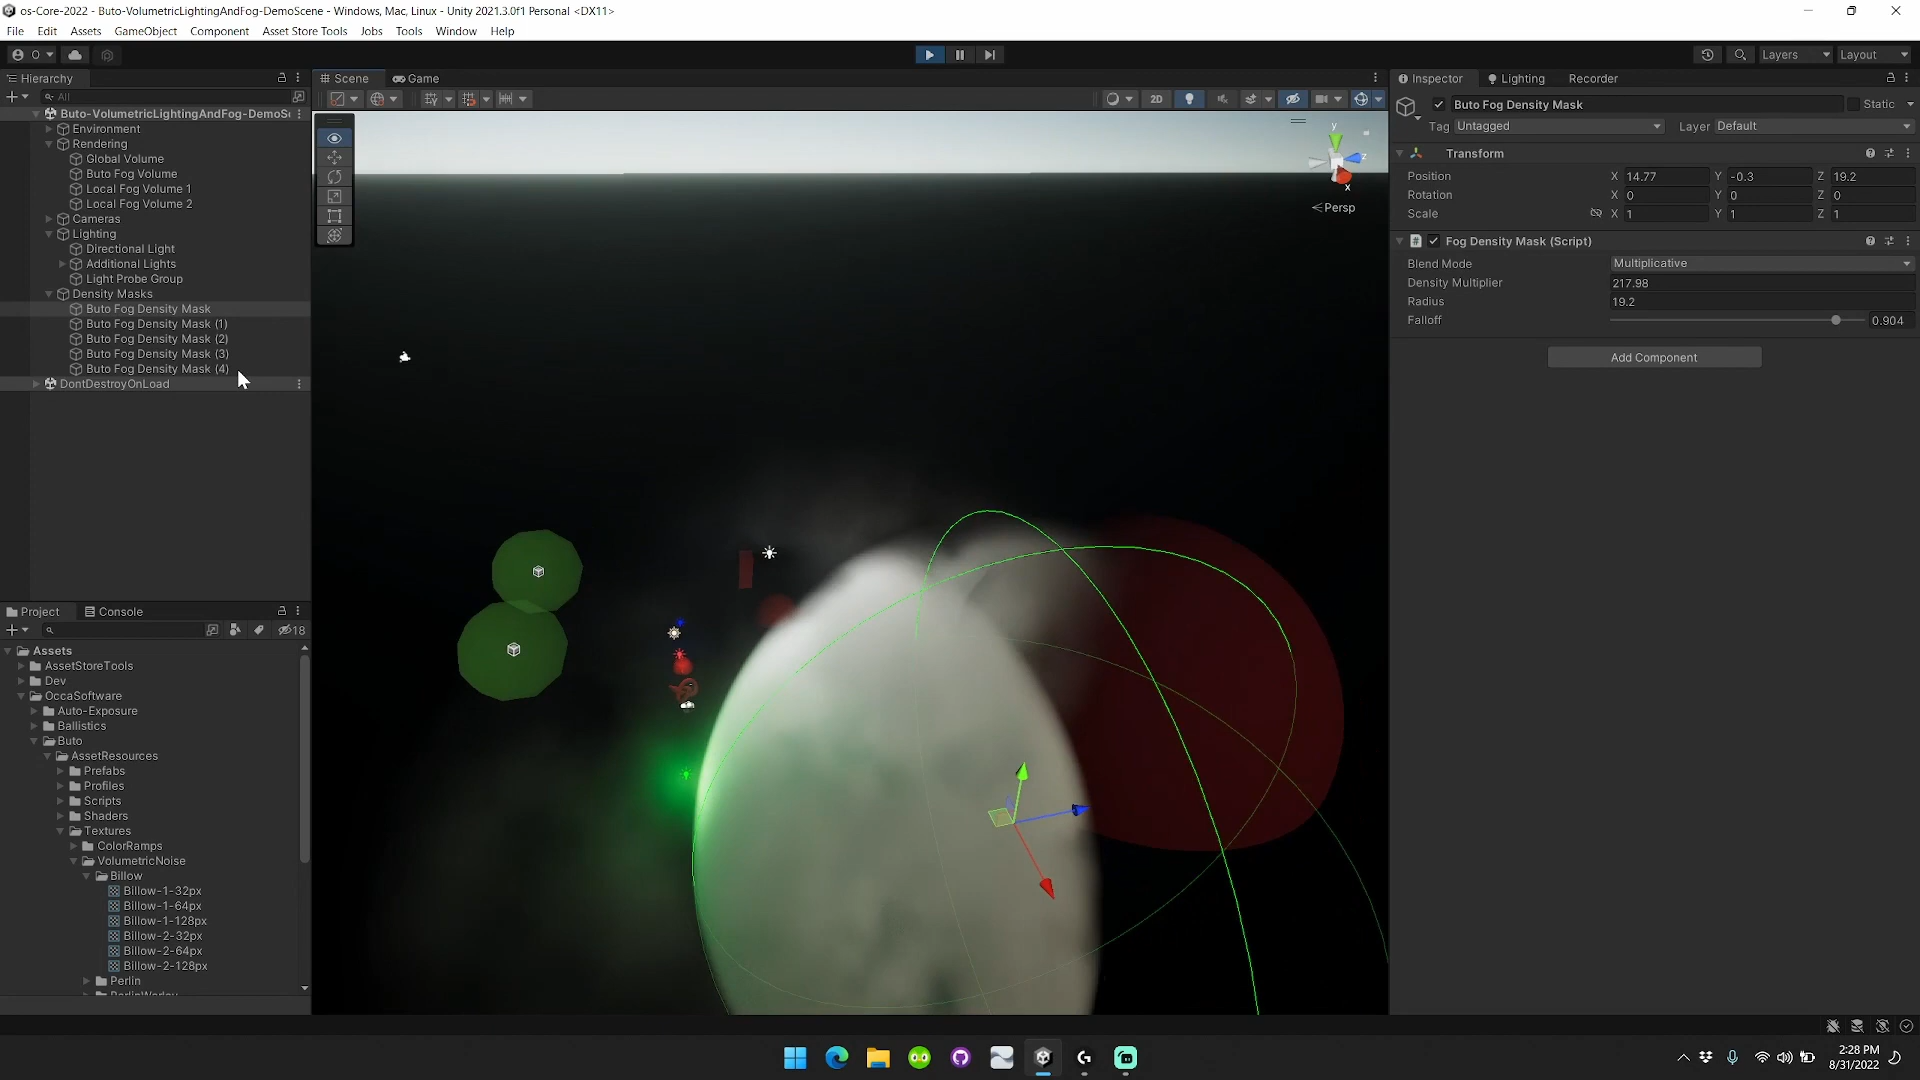 os-Core-2022 - Buto-VolumetricLightingAndFog-DemoScene - Windows, Mac, Linux - Unity 2021.3.0f1 Personal <DX11>
File Edit Assets GameObject Component Asset Store Tools Jobs Tools Window Help
O Layers Layout
Hierarchy
All
Buto-VolumetricLightingAndFog-DemoS
Environment
Rendering
Global Volume
Buto Fog Volume
Local Fog Volume 1
Local Fog Volume 2
Cameras
Lighting
Directional Light
Additional Lights
Light Probe Group
Density Masks
Buto Fog Density Mask
Buto Fog Density Mask (1)
Buto Fog Density Mask (2)
Buto Fog Density Mask (3)
Buto Fog Density Mask (4)
DontDestroyOnLoad
Project Console
18
Assets
AssetStoreTools
Dev
OccaSoftware
Auto-Exposure
Ballistics
Buto
AssetResources
Prefabs
Profiles
Scripts
Shaders
Textures
ColorRamps
VolumetricNoise
Billow
Billow-1-32px
Billow-1-64px
Billow-1-128px
Billow-2-32px
Billow-2-64px
Billow-2-128px
Perlin
Scene Game
2D
y
z
x
Persp
Inspector Lighting Recorder
Buto Fog Density Mask Static
Tag Untagged Layer Default
Transform
Position X 14.77 Y -0.3 Z 19.2
Rotation X 0 Y 0 Z 0
Scale X 1 Y 1 Z 1
Fog Density Mask (Script)
Blend Mode Multiplicative
Density Multiplier 217.98
Radius 19.2
Falloff 0.904
Add Component
2:28 PM
8/31/2022